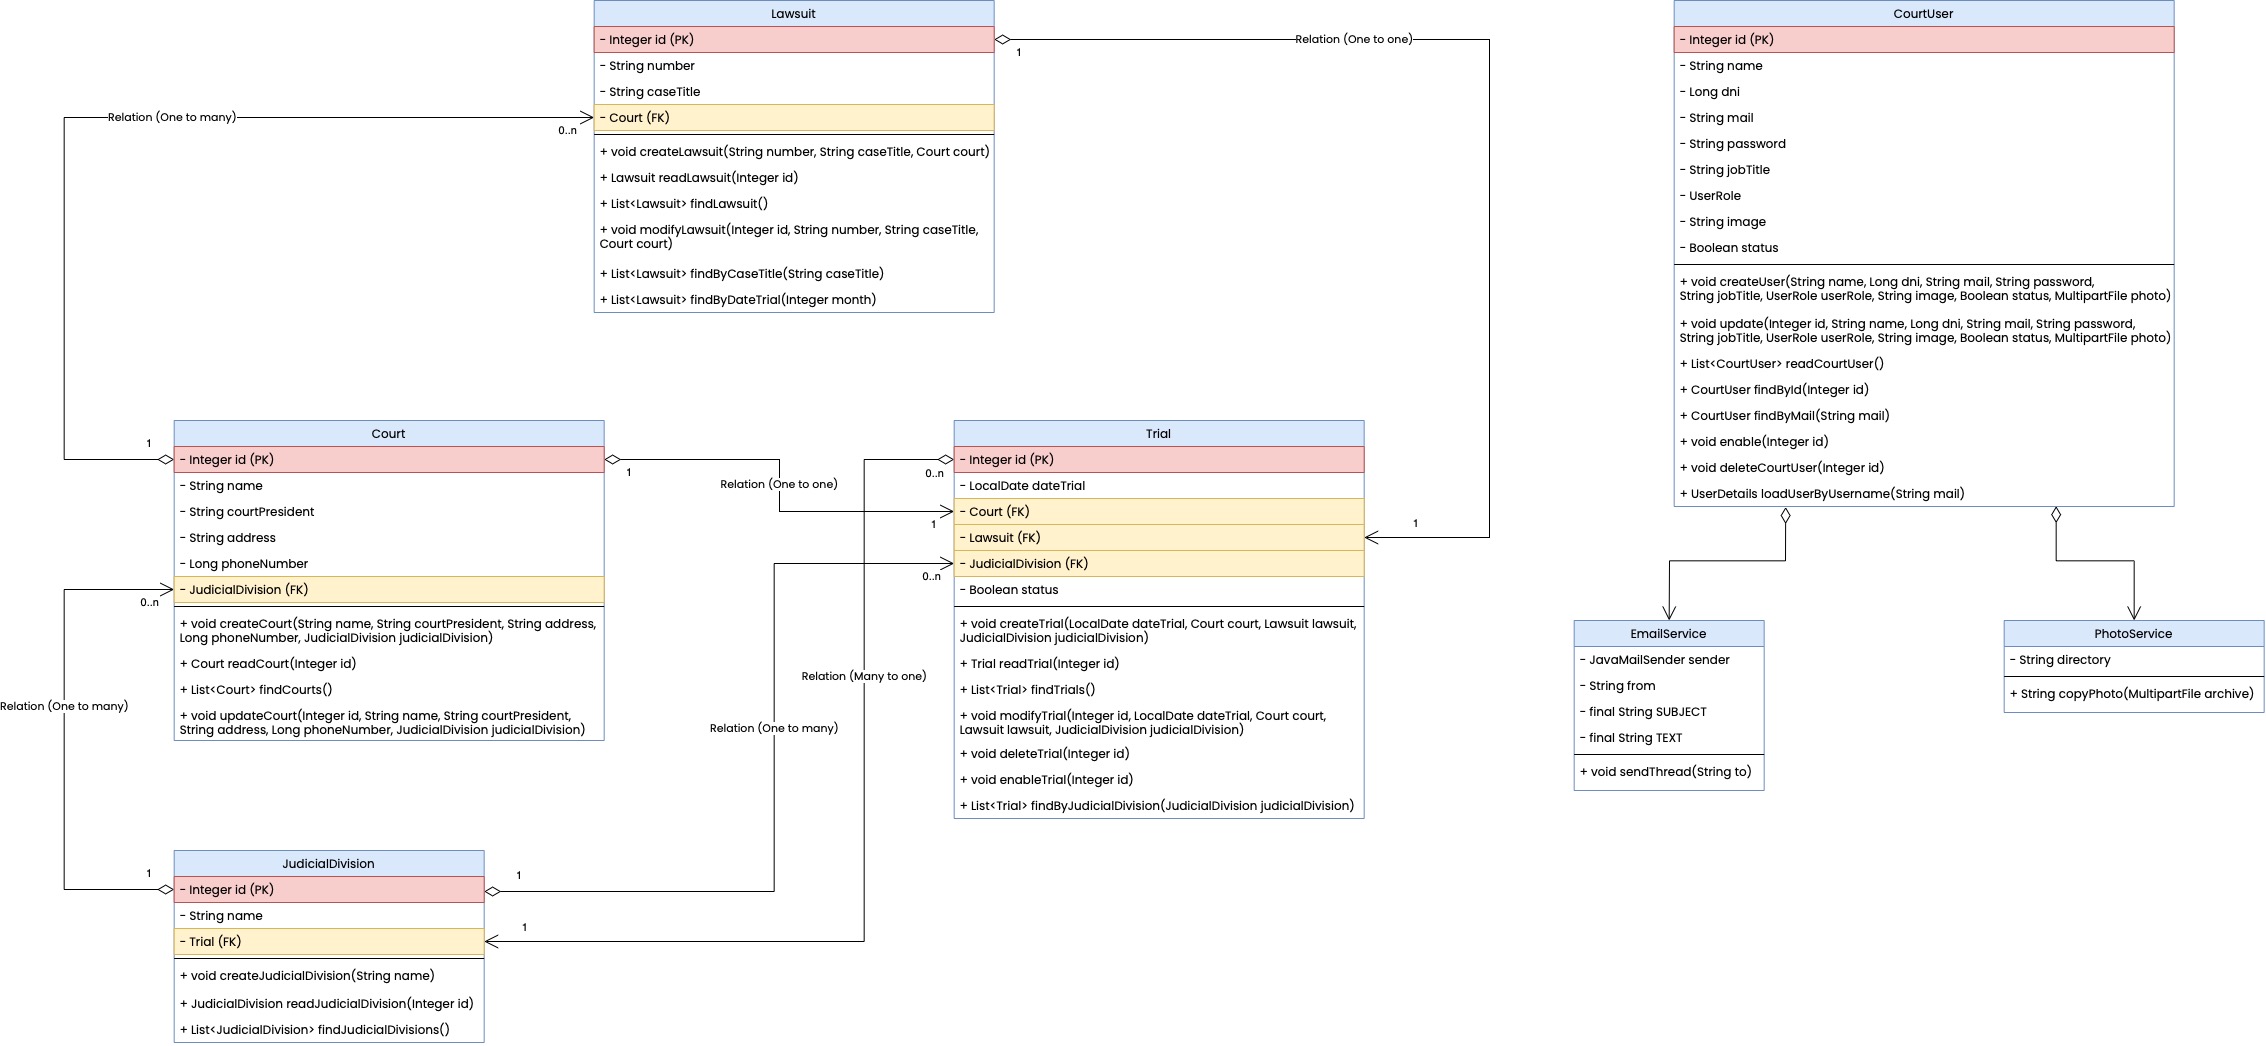 Lawsuit
- Integer id (PK)
- String number
- String caseTitle
- Court (FK)
+ void createLawsuit(String number, String caseTitle, Court court)
+ Lawsuit readLawsuit(Integer id)
+ List<Lawsuit> findLawsuit()
+ void modifyLawsuit(Integer id, String number, String caseTitle,
Court court)
+ List<Lawsuit> findByCaseTitle(String caseTitle)
+ List<Lawsuit> findByDateTrial(Integer month)
1
Relation (One to one)
1
Relation (One to many)
0..n
1
Court
- Integer id (PK)
- String name
- String courtPresident
- String address
- Long phoneNumber
- JudicialDivision (FK)
+ void createCourt(String name, String courtPresident, String address,
Long phoneNumber, JudicialDivision judicialDivision)
+ Court readCourt(Integer id)
+ List<Court> findCourts()
+ void updateCourt(Integer id, String name, String courtPresident,
String address, Long phoneNumber, JudicialDivision judicialDivision)
1
Relation (One to one)
1
0..n
Relation (One to many)
1
Trial
- Integer id (PK)
- LocalDate dateTrial
- Court (FK)
- Lawsuit (FK)
- JudicialDivision (FK)
- Boolean status
+ void createTrial(LocalDate dateTrial, Court court, Lawsuit lawsuit,
JudicialDivision judicialDivision)
+ Trial readTrial(Integer id)
+ List<Trial> findTrials()
+ void modifyTrial(Integer id, LocalDate dateTrial, Court court,
Lawsuit lawsuit, JudicialDivision judicialDivision)
+ void deleteTrial(Integer id)
+ void enableTrial(Integer id)
+ List<Trial> findByJudicialDivision(JudicialDivision judicialDivision)
0..n
Relation (Many to one)
1
0..n
Relation (One to many)
1
JudicialDivision
- Integer id (PK)
- String name
- Trial (FK)
+ void createJudicialDivision(String name)
+ JudicialDivision readJudicialDivision(Integer id)
+ List<JudicialDivision> findJudicialDivisions()
CourtUser
- Integer id (PK)
- String name
- Long dni
- String mail
- String password
- String jobTitle
- UserRole
- String image
- Boolean status
+ void createUser(String name, Long dni, String mail, String password,
String jobTitle, UserRole userRole, String image, Boolean status, MultipartFile photo)
+ void update(Integer id, String name, Long dni, String mail, String password,
String jobTitle, UserRole userRole, String image, Boolean status, MultipartFile photo)
+ List<CourtUser> readCourtUser()
+ CourtUser findById(Integer id)
+ CourtUser findByMail(String mail)
+ void enable(Integer id)
+ void deleteCourtUser(Integer id)
+ UserDetails loadUserByUsername(String mail)
EmailService
- JavaMailSender sender
- String from
- final String SUBJECT
- final String TEXT
+ void sendThread(String to)
PhotoService
- String directory
+ String copyPhoto(MultipartFile archive)